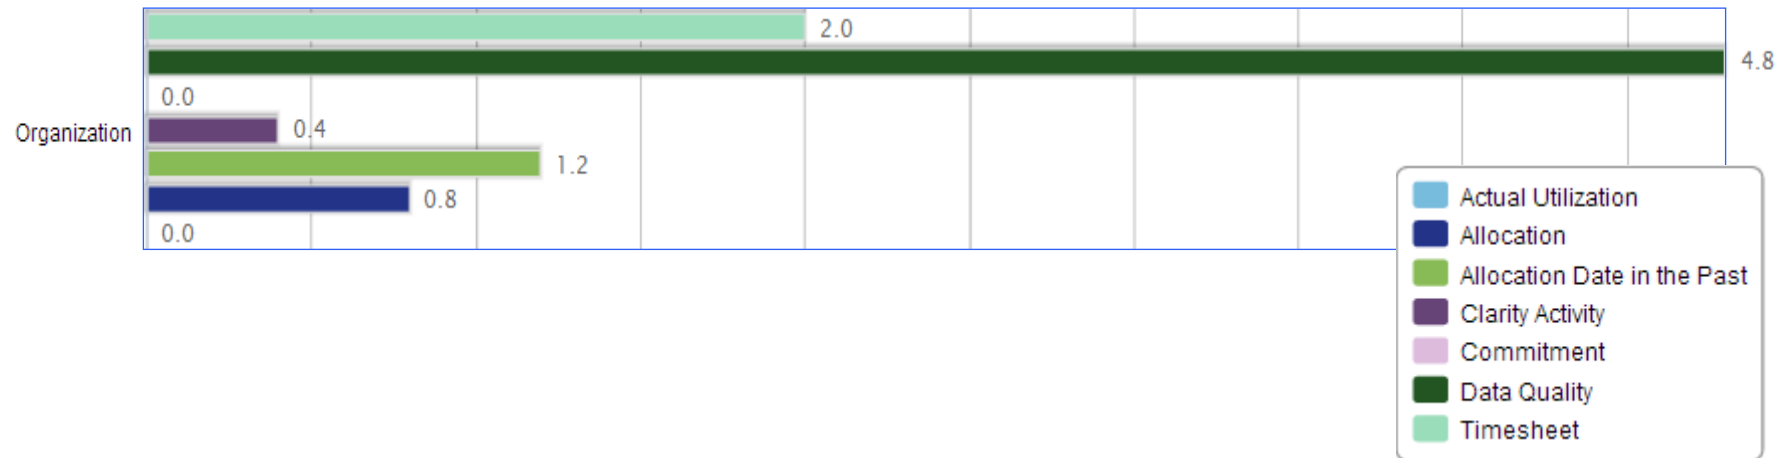 2.0
4.8
0.0
Organization
0.4
1.2
0.8
0.0
Actual Utilization
Allocation
Allocation Date in the Past
Clarity Activity
Commitment
Data Quality
Timesheet